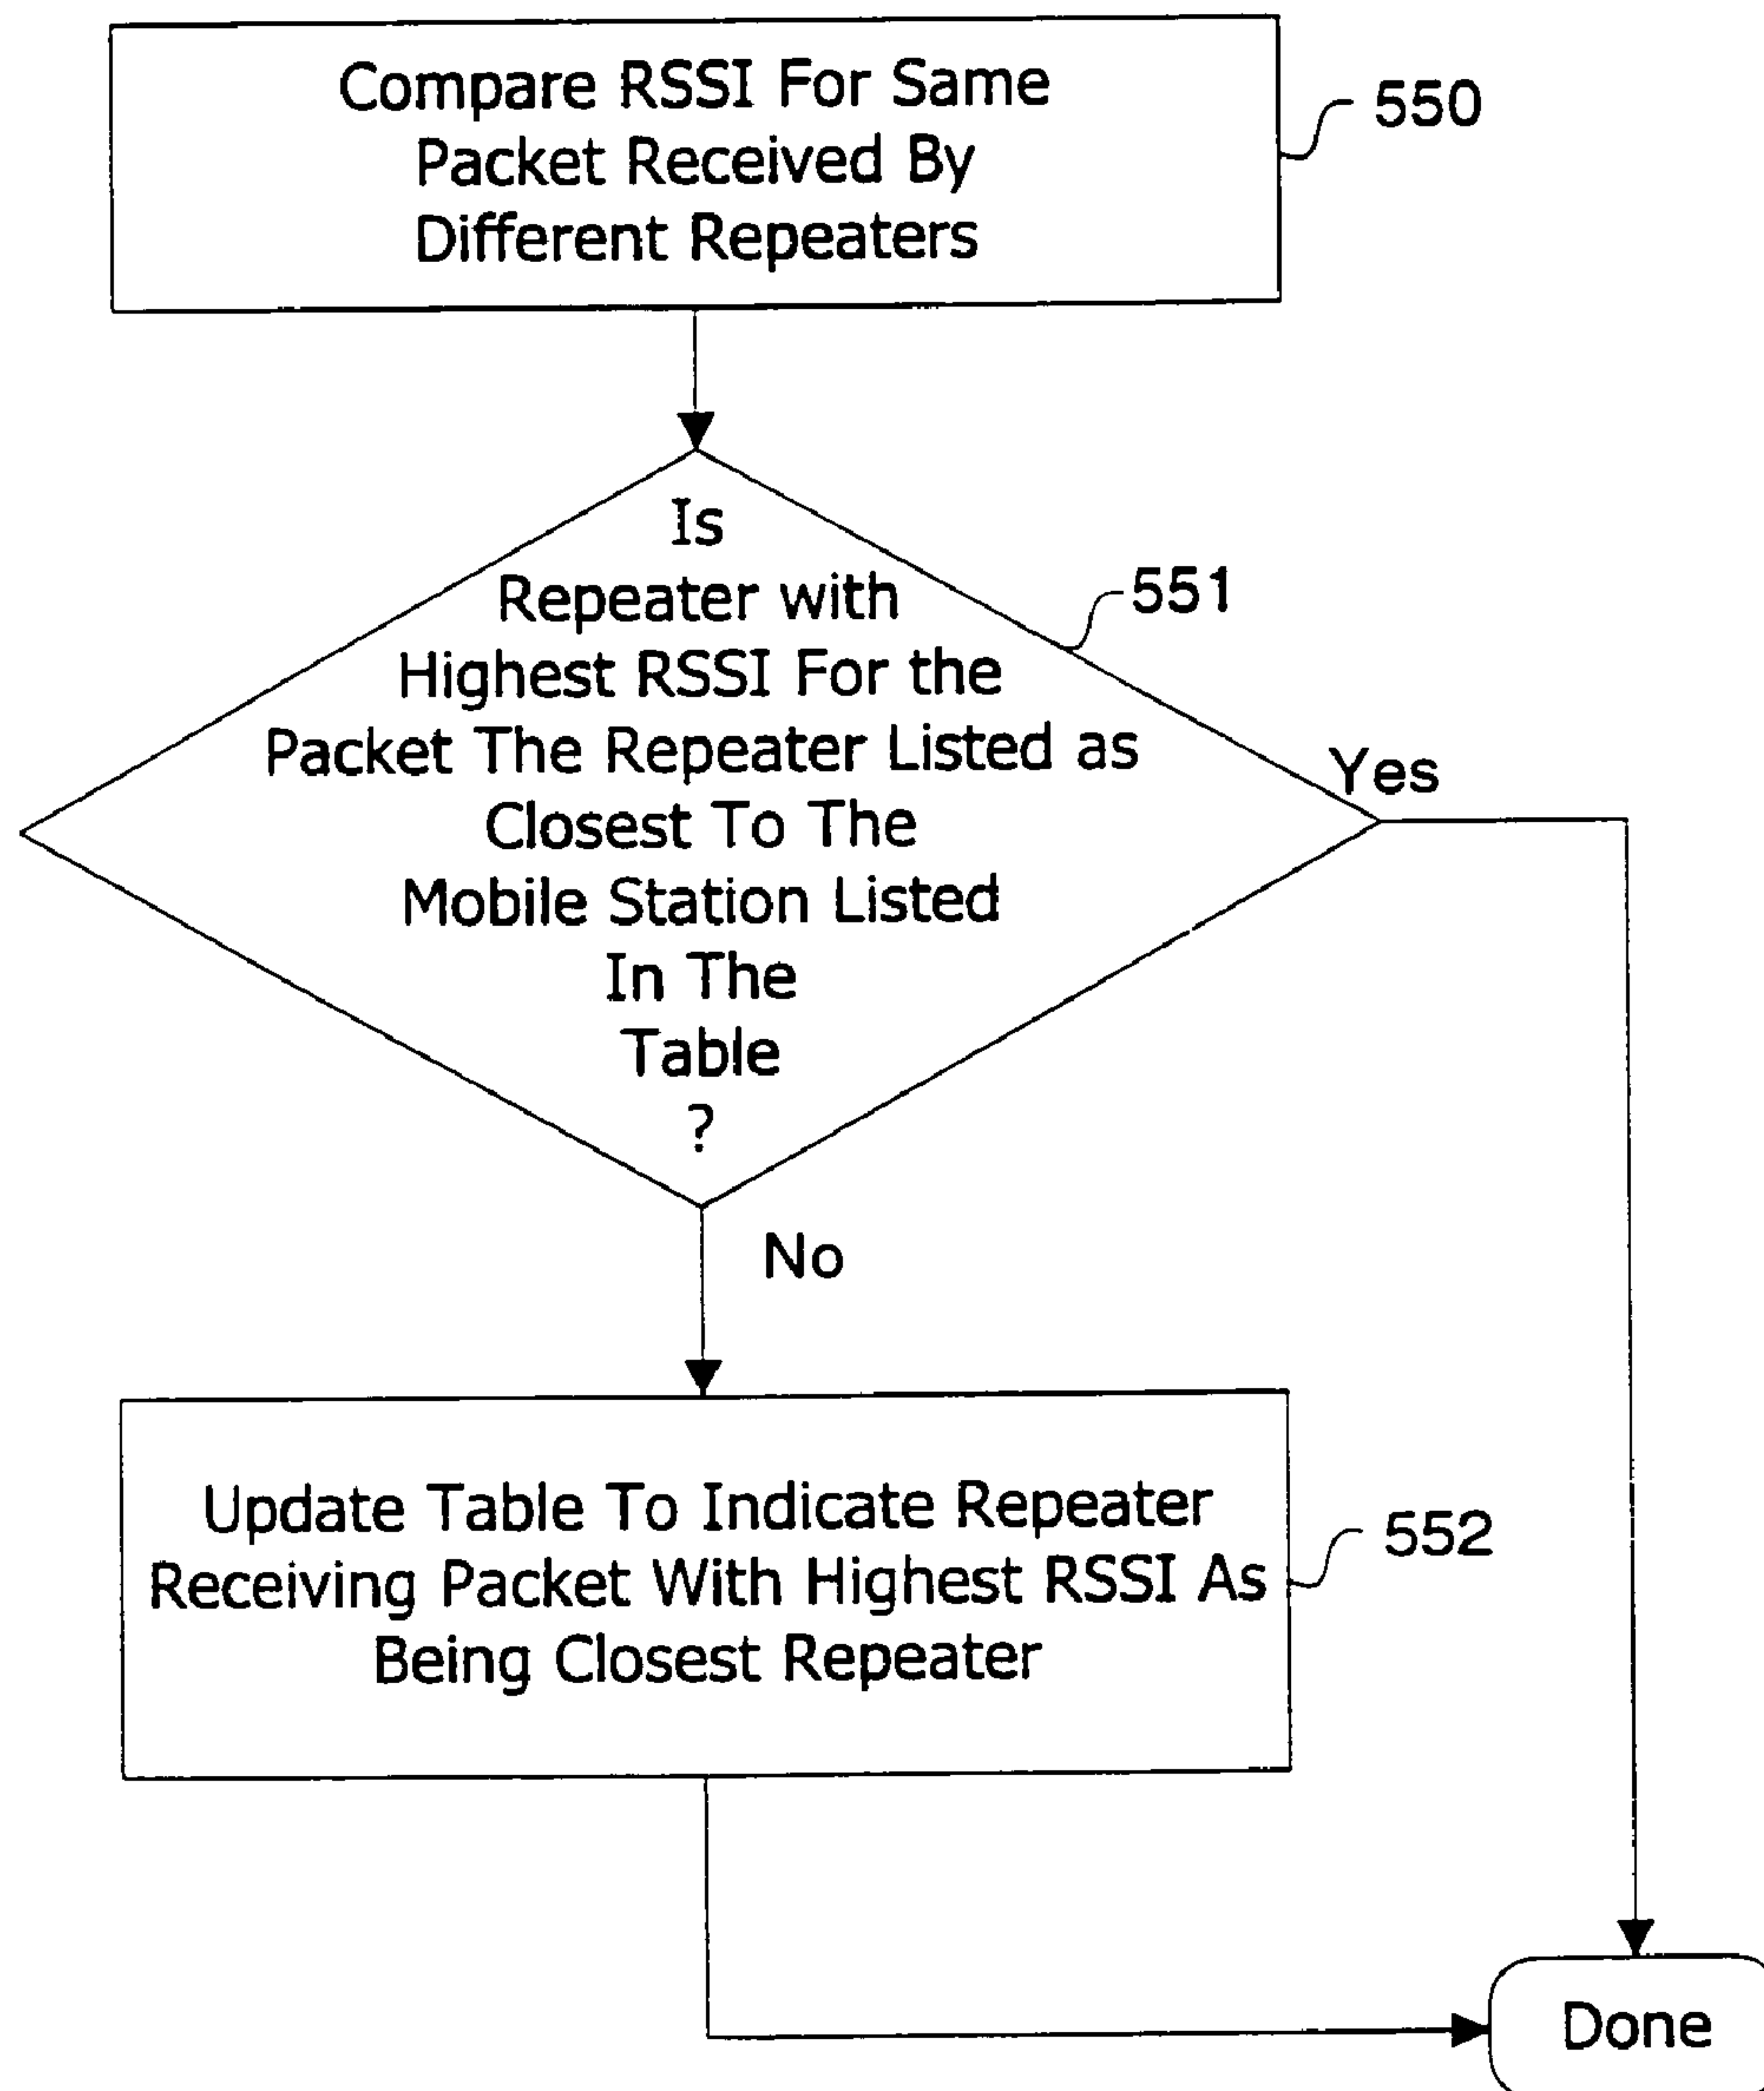 Compare RSSI For Same
Packet Received By
Different Repeaters
550
Is
Repeater with
Highest RSSI For the
Packet The Repeater Listed as
Closest To The
Mobile Station Listed
In The
Table
?
551
Yes
No
Update Table To Indicate Repeater
Receiving Packet With Highest RSSI As
Being Closest Repeater
552
Done